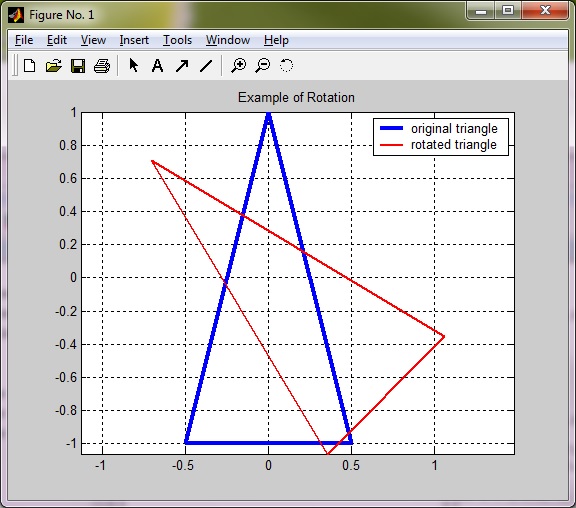 Figure No. 1
File Edit View Insert Tools Window Help
A
Example of Rotation
original triangle
rotated triangle
1
0.8
0.6
0.4
0.2
0
-0.2
-0.4
-0.6
-0.8
-1
-1 -0.5 0 0.5 1